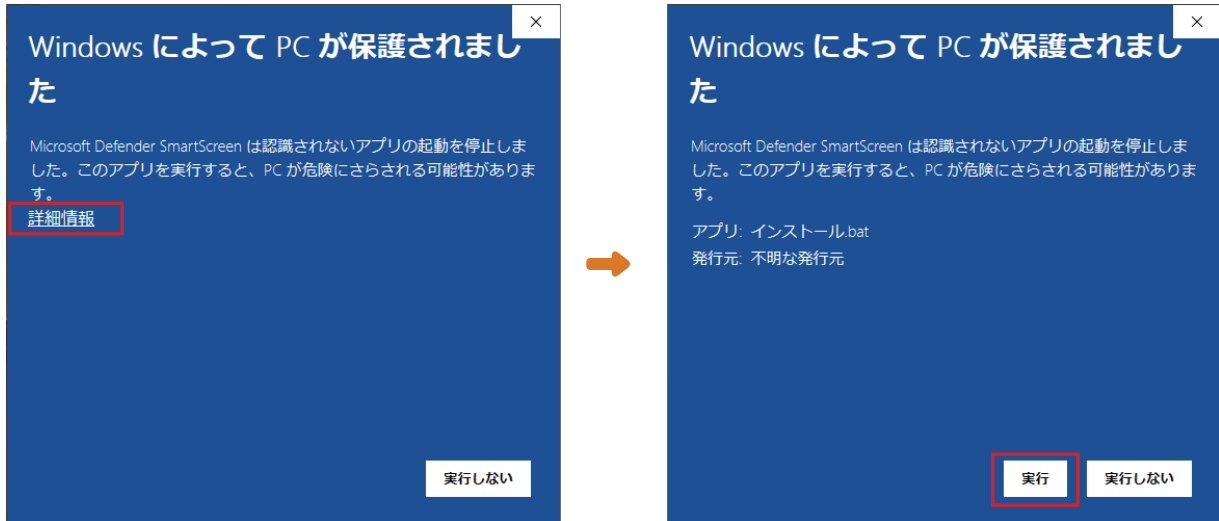 Windows によって PC が保護されまし
た
Microsoft Defender SmartScreen は認識されないアプリの起動を停止しま
した。このアプリを実行すると、PC が危険にさらされる可能性がありま
す。
詳細情報
実行しない
Windows によって PC が保護されまし
た
Microsoft Defender SmartScreen は認識されないアプリの起動を停止しま
した。このアプリを実行すると、PC が危険にさらされる可能性がありま
す。
アプリ: インストール.bat
発行元: 不明な発行元
実行 実行しない